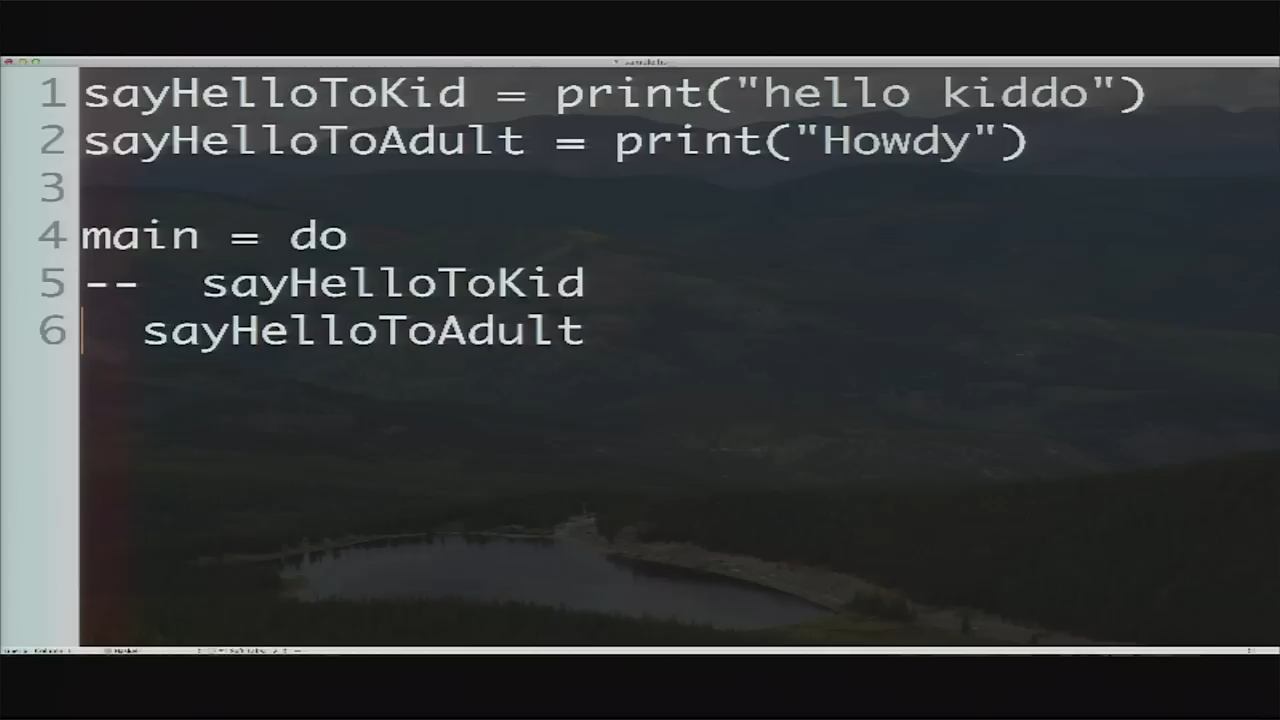 1 sayHelloToKid = print("hello kiddo")
2 sayHelloToAdult = print("Howdy")
3
4 main = do
5 --  sayHelloToKid
6   sayHelloToAdult